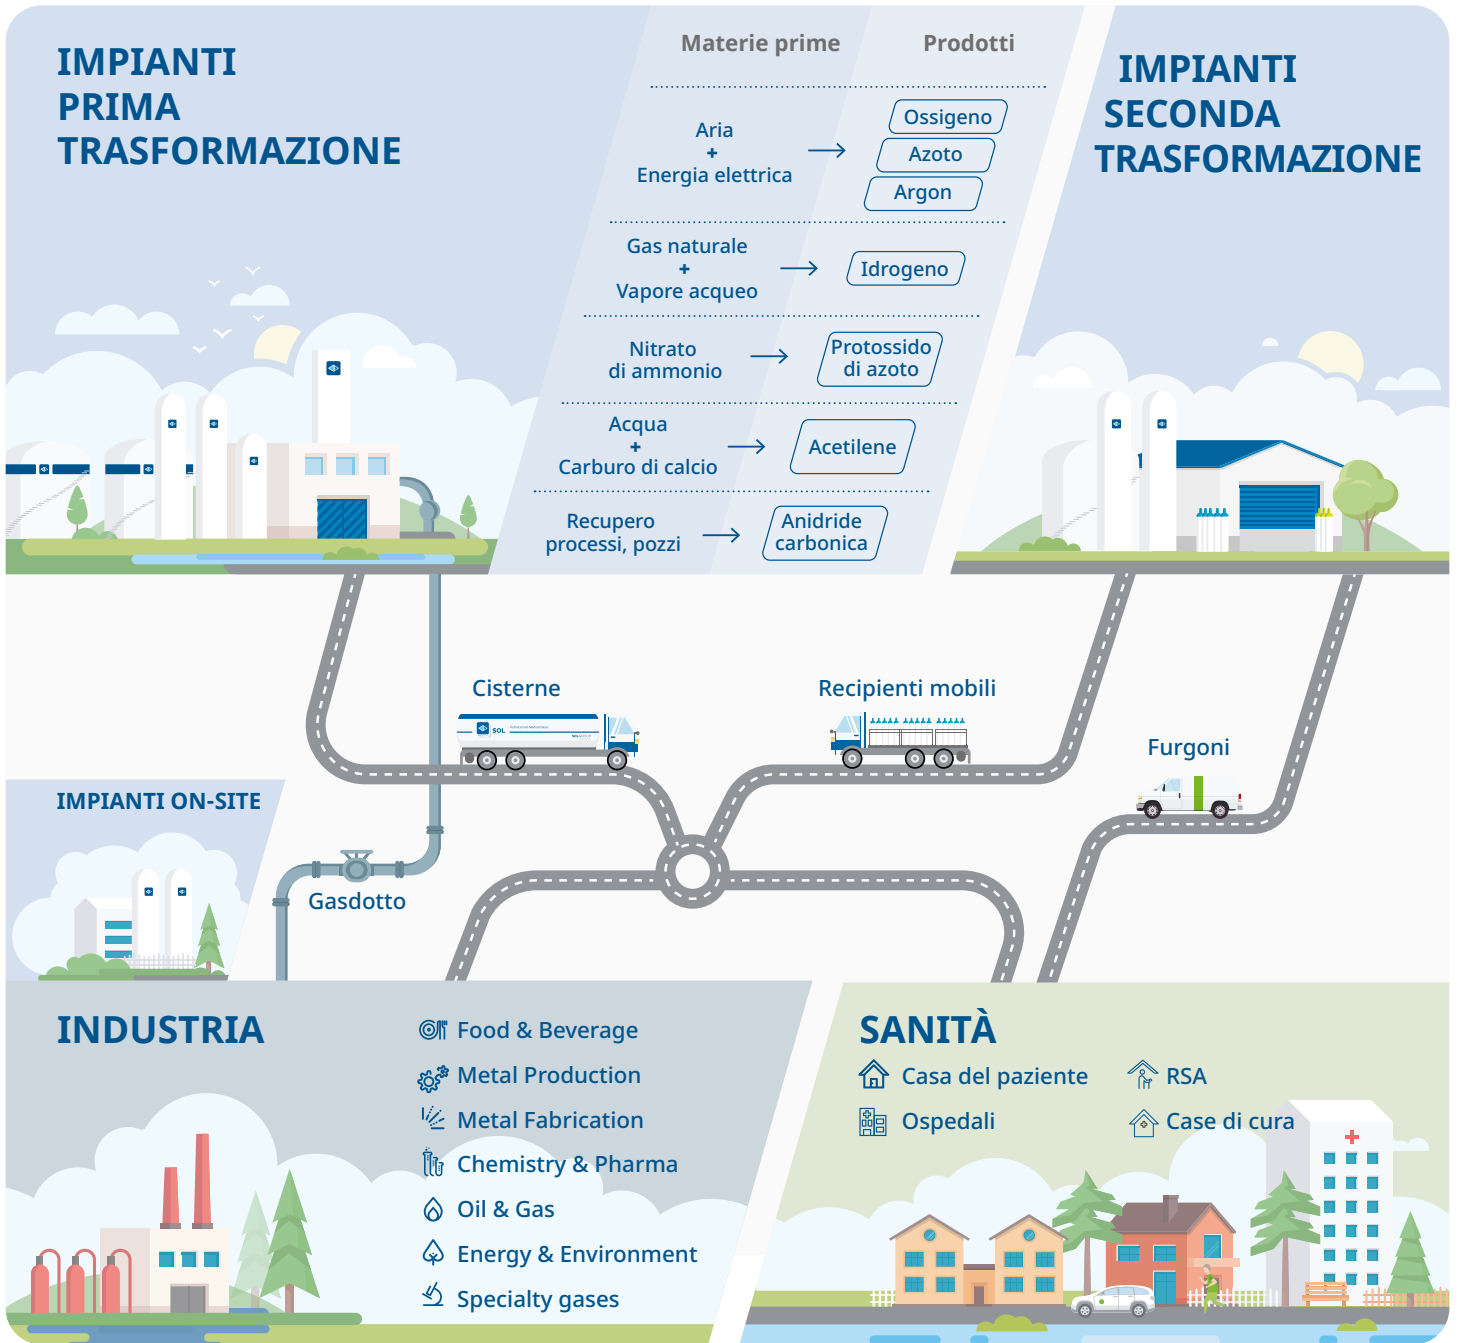 IMPIANTI
PRIMA
TRASFORMAZIONE
Materie prime
Prodotti
Aria
+
Energia elettrica
Ossigeno
Azoto
Argon
Gas naturale
+
Vapore acqueo
Idrogeno
Nitrato
di ammonio
Protossido
di azoto
Acqua
+
Carburo di calcio
Acetilene
Recupero
processi, pozzi
Anidride
carbonica
IMPIANTI
SECONDA
TRASFORMAZIONE
Cisterne
SOL
Recipienti mobili
Furgoni
IMPIANTI ON-SITE
Gasdotto
INDUSTRIA
Food & Beverage
Metal Production
Metal Fabrication
Chemistry & Pharma
Oil & Gas
Energy & Environment
Specialty gases
SANITÀ
Casa del paziente
Ospedali
RSA
Case di cura